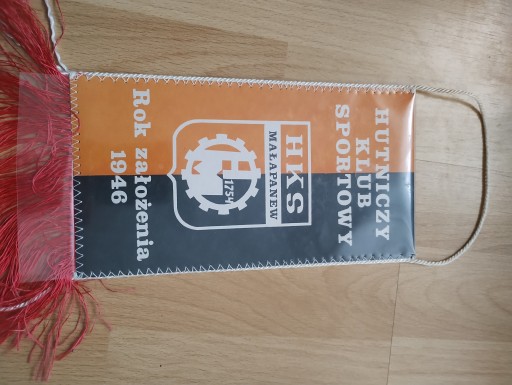 HUTNICZY
KLUB
SPORTOWY
HKS
MAŁAPANEW
1754
Rok założenia
1946